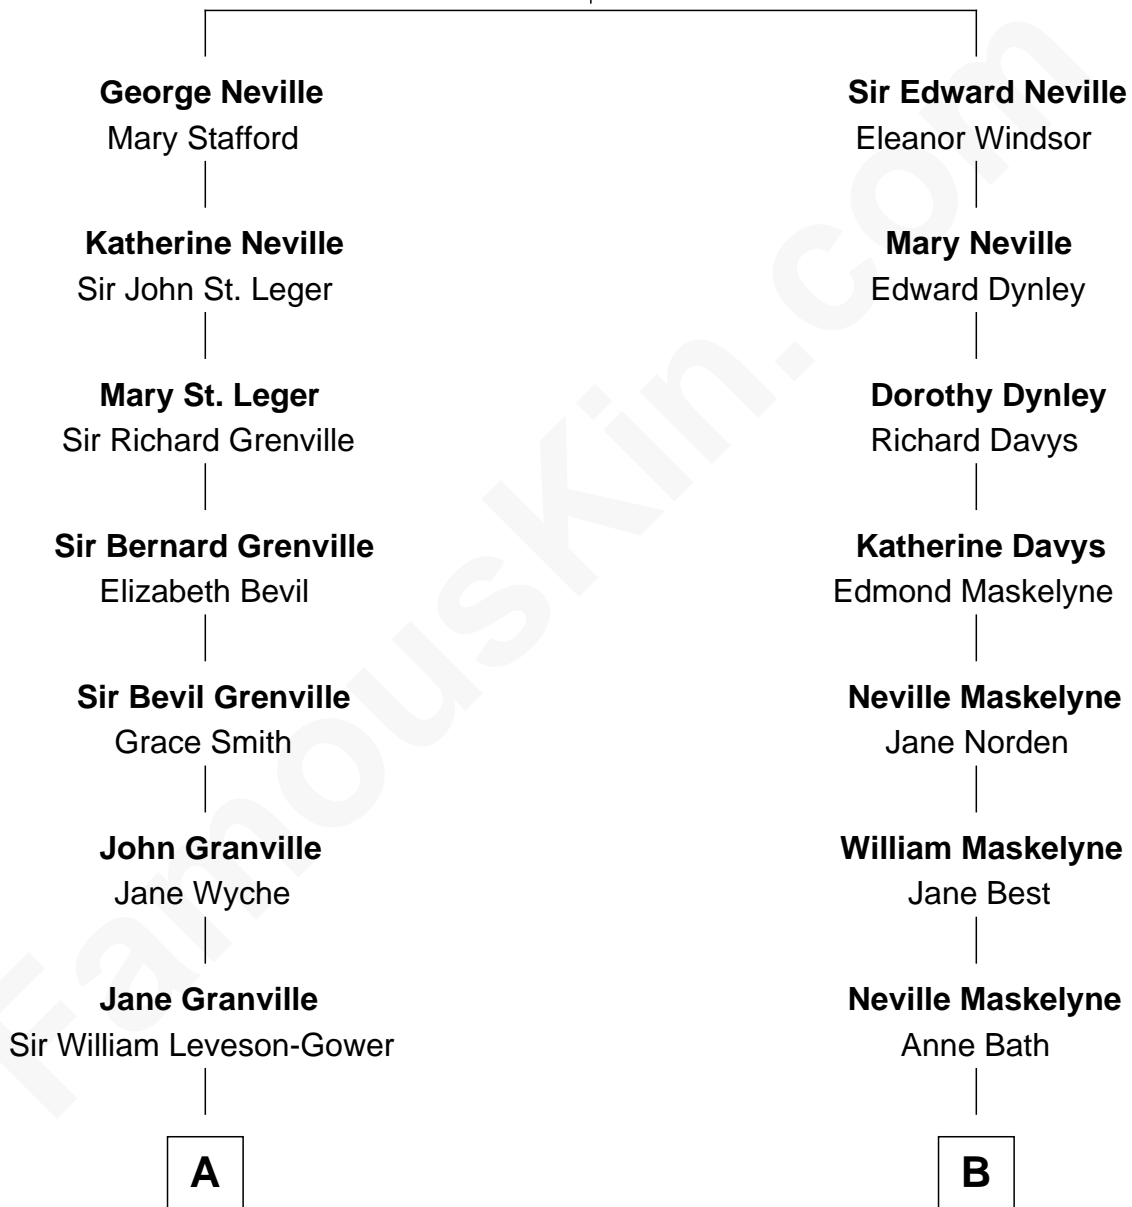 George Neville
Mary Stafford
Katherine Neville
Sir John St. Leger
Mary St. Leger
Sir Richard Grenville
Sir Bernard Grenville
Elizabeth Bevil
Sir Bevil Grenville
Grace Smith
John Granville
Jane Wyche
Jane Granville
Sir William Leveson-Gower
A
Sir Edward Neville
Eleanor Windsor
Mary Neville
Edward Dynley
Dorothy Dynley
Richard Davys
Katherine Davys
Edmond Maskelyne
Neville Maskelyne
Jane Norden
William Maskelyne
Jane Best
Neville Maskelyne
Anne Bath
B
FamousKin.com